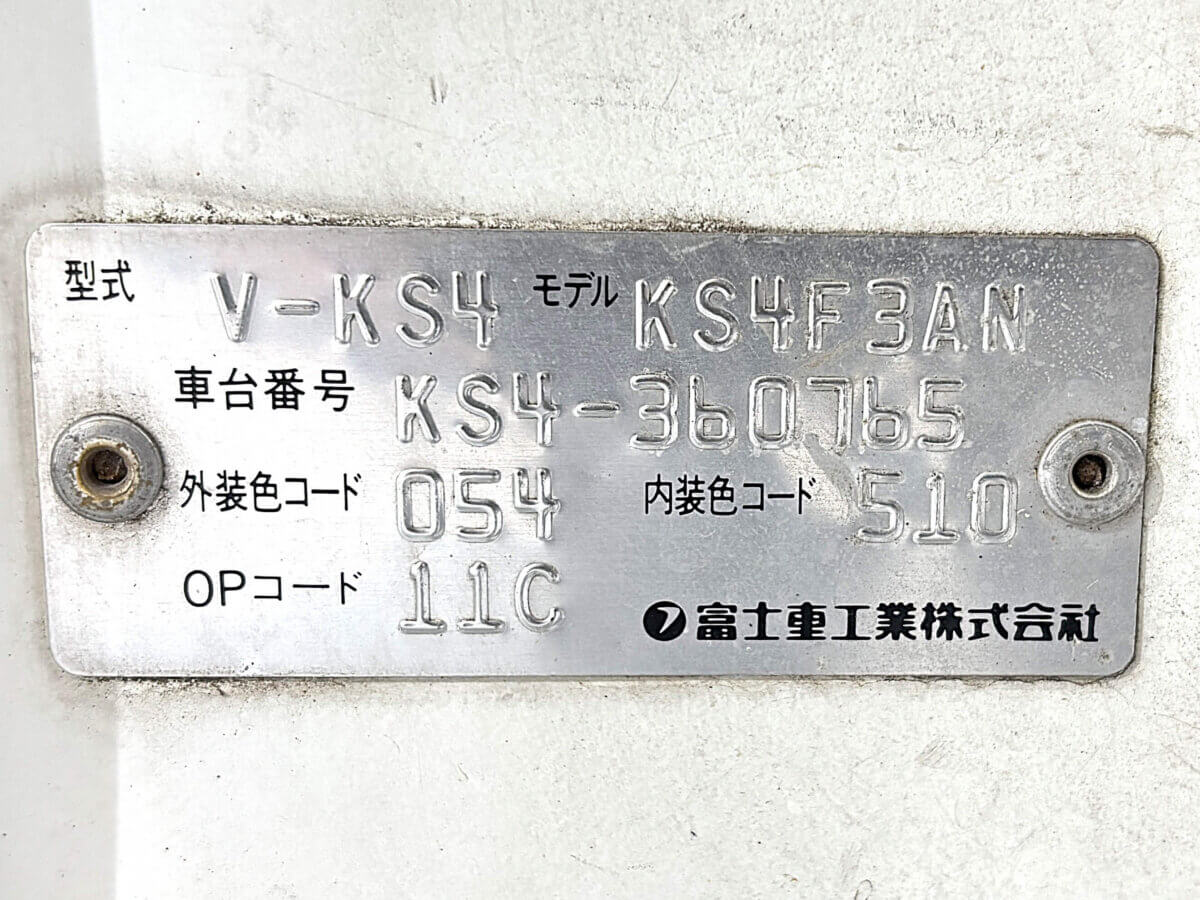 型式 V-KS4 モデル KS4F3AN
車台番号 KS4-360765
外装色コード 054 内装色コード 510
OPコード 11C
富士重工業株式会社